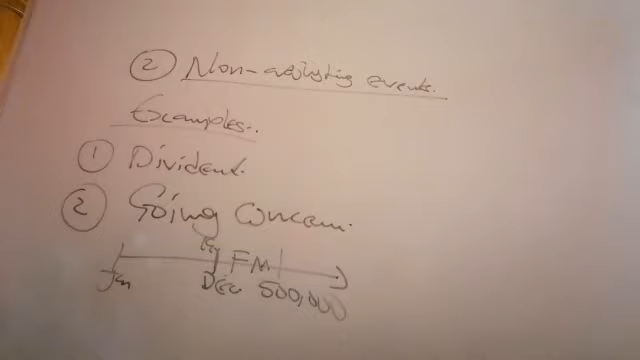 ② Non-adjusting events.
Examples:.
① Divident.
② Going Concern.
FM
Jan DEC 500,000